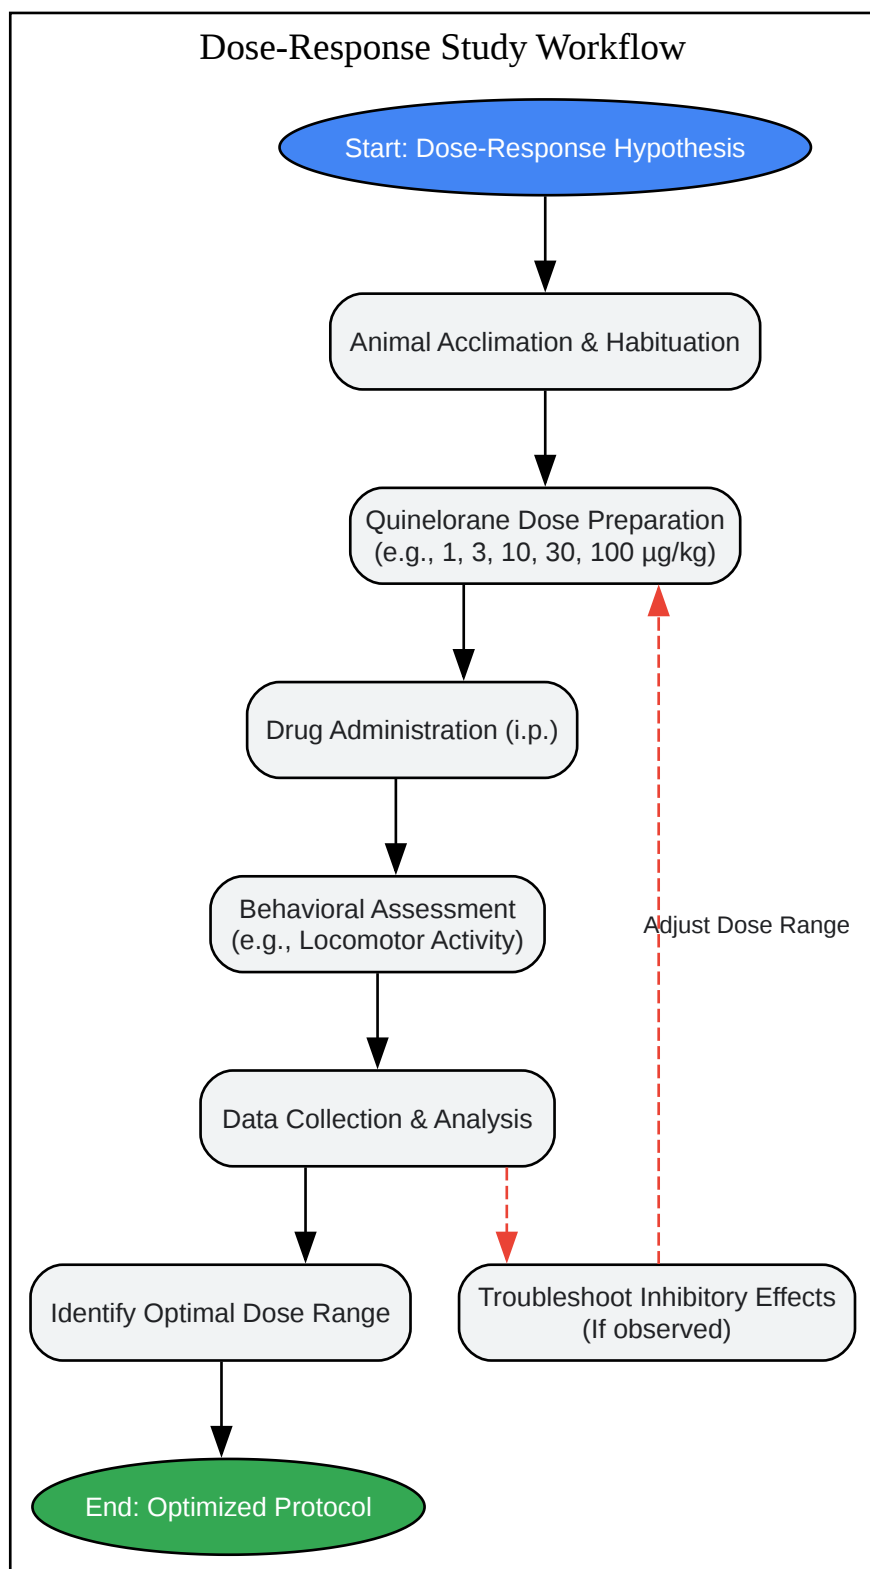 Dose-Response Study Workflow
Start: Dose-Response Hypothesis
Animal Acclimation & Habituation
Quinelorane Dose Preparation
(e.g., 1, 3, 10, 30, 100 µg/kg)
Drug Administration (i.p.)
Behavioral Assessment
(e.g., Locomotor Activity)
Adjust Dose Range
Data Collection & Analysis
Identify Optimal Dose Range
Troubleshoot Inhibitory Effects
(If observed)
End: Optimized Protocol